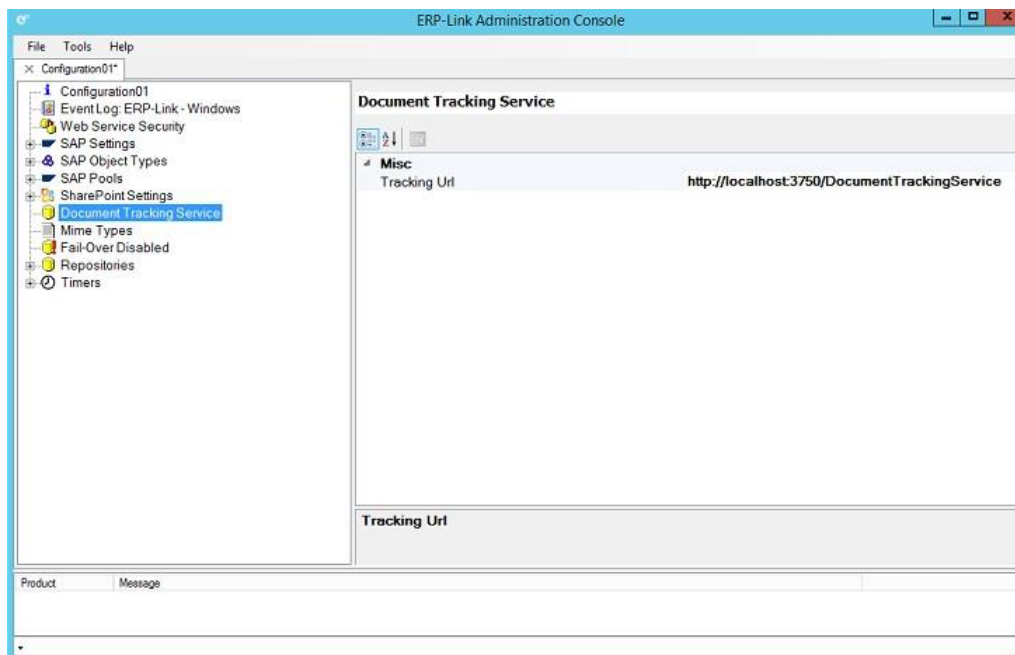 ERP-Link Administration Console
File Tools Help
Configuration01*
Configuration01
Event Log: ERP-Link - Windows
Web Service Security
SAP Settings
SAP Object Types
SAP Pools
SharePoint Settings
Document Tracking Service
Mime Types
Fail-Over Disabled
Repositories
Timers
Document Tracking Service
Misc
Tracking Url http://localhost:3750/DocumentTrackingService
Tracking Url
Product Message